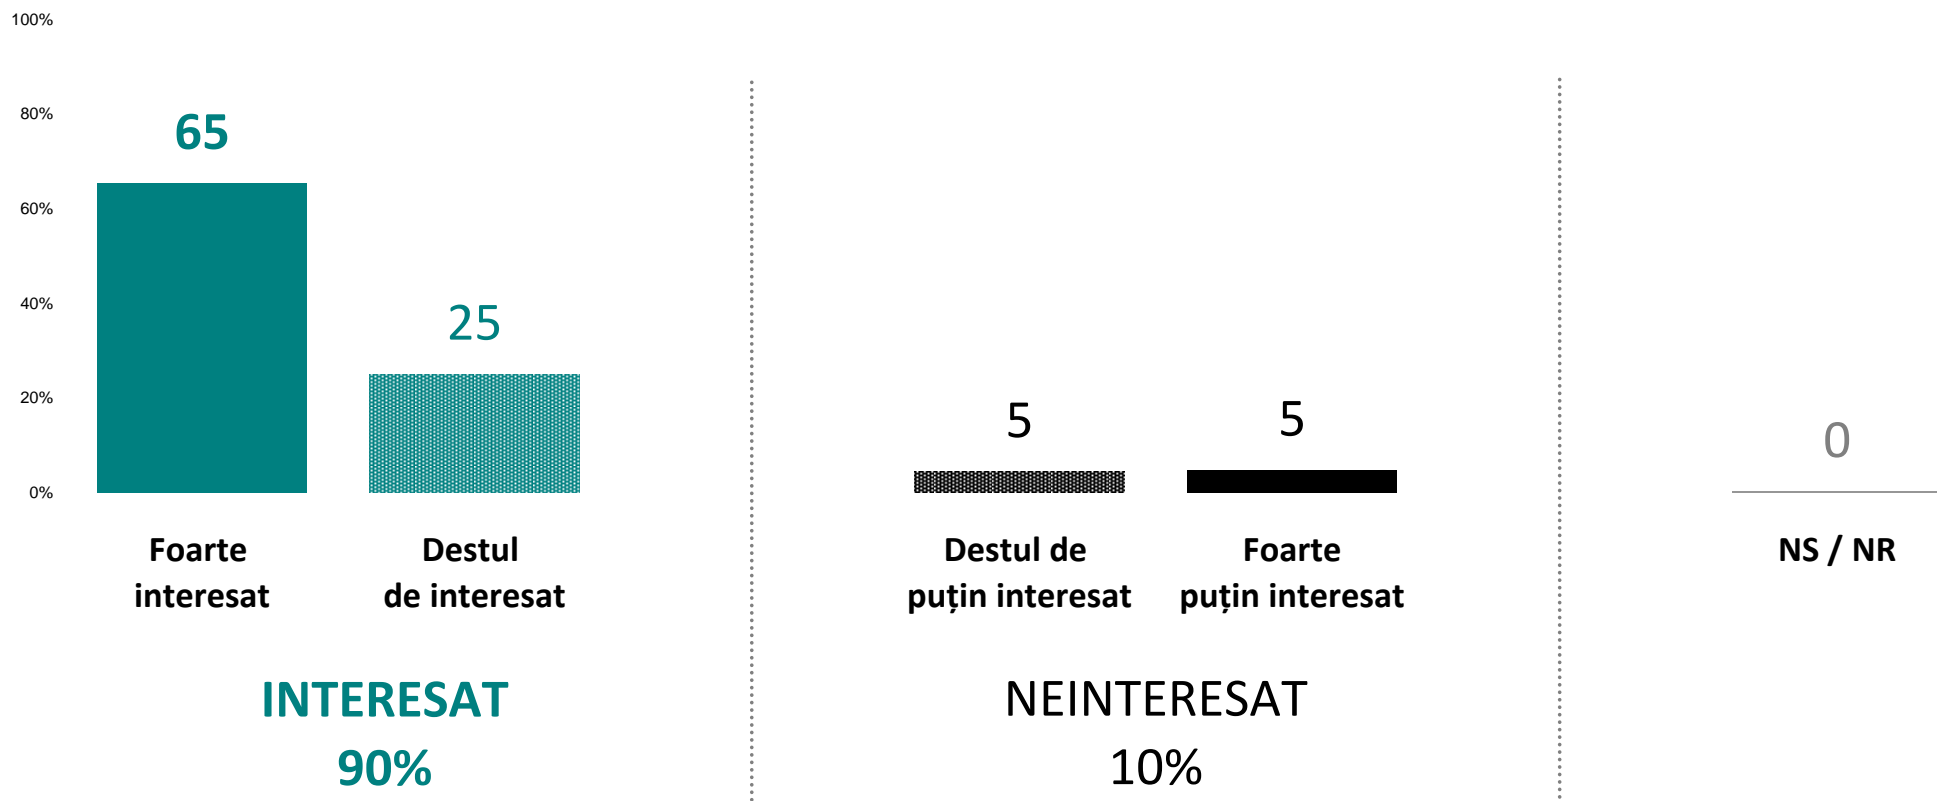 100%
80%
60%
40%
20%
0%
65
25
5
5
0
Foarte
interesat
Destul
de interesat
Destul de
puțin interesat
Foarte
puțin interesat
NS / NR
INTERESAT
90%
NEINTERESAT
10%